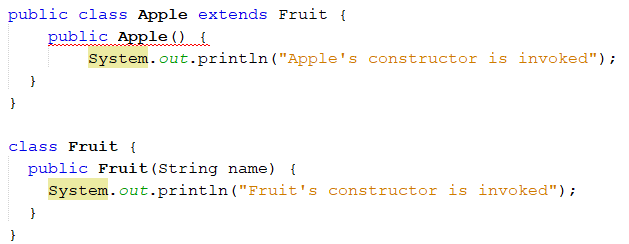 public class Apple extends Fruit {
public Apple() {
System.out.println("Apple's constructor is invoked");
}
}
class Fruit {
public Fruit(String name) {
System.out.println("Fruit's constructor is invoked");
}
}